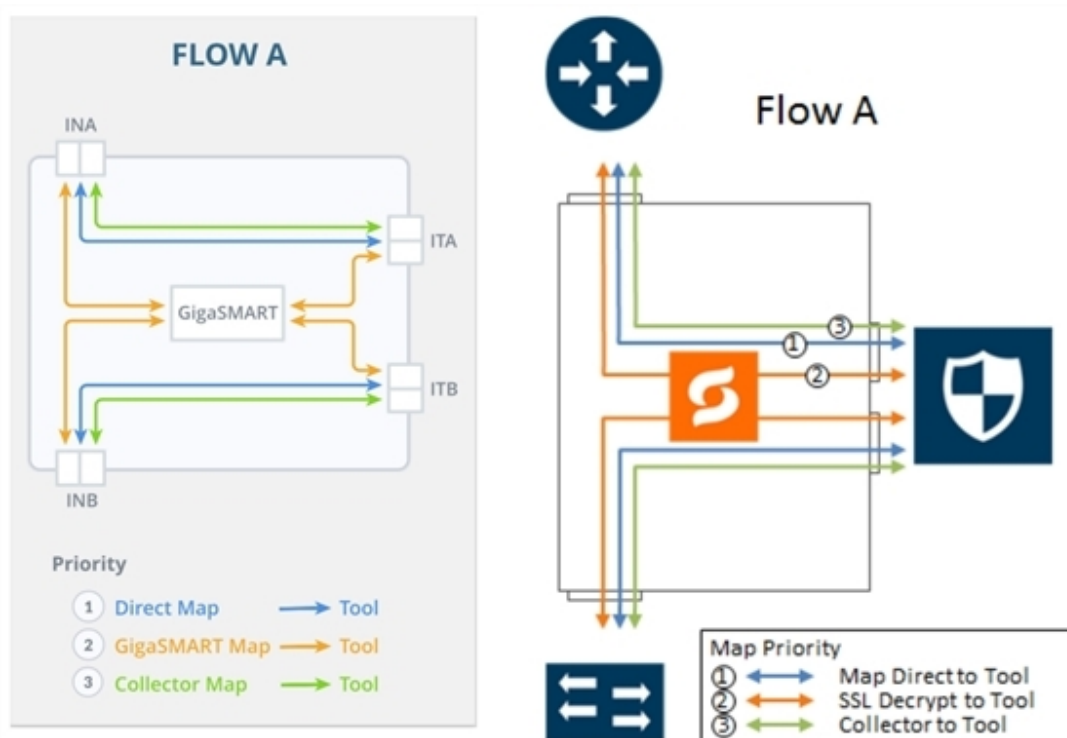 FLOW A
INA
ITA
GigaSMART
ITB
INB
Priority
1 Direct Map Tool
2 GigaSMART Map Tool
3 Collector Map Tool
Flow A
3
1
2
Map Priority
1 Map Direct to Tool
2 SSL Decrypt to Tool
3 Collector to Tool